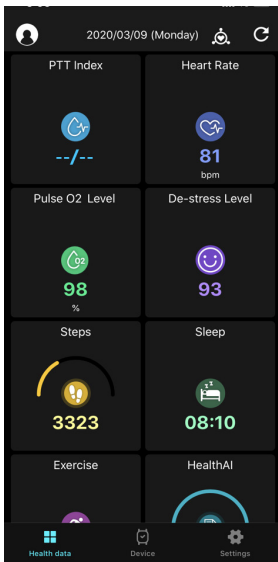 2020/03/09 (Monday)
PTT Index
Heart Rate
--/--
81
bpm
Pulse O2 Level
De-stress Level
O2
98
%
93
Steps
Sleep
3323
08:10
Exercise
HealthAI
Health data
Device
Settings